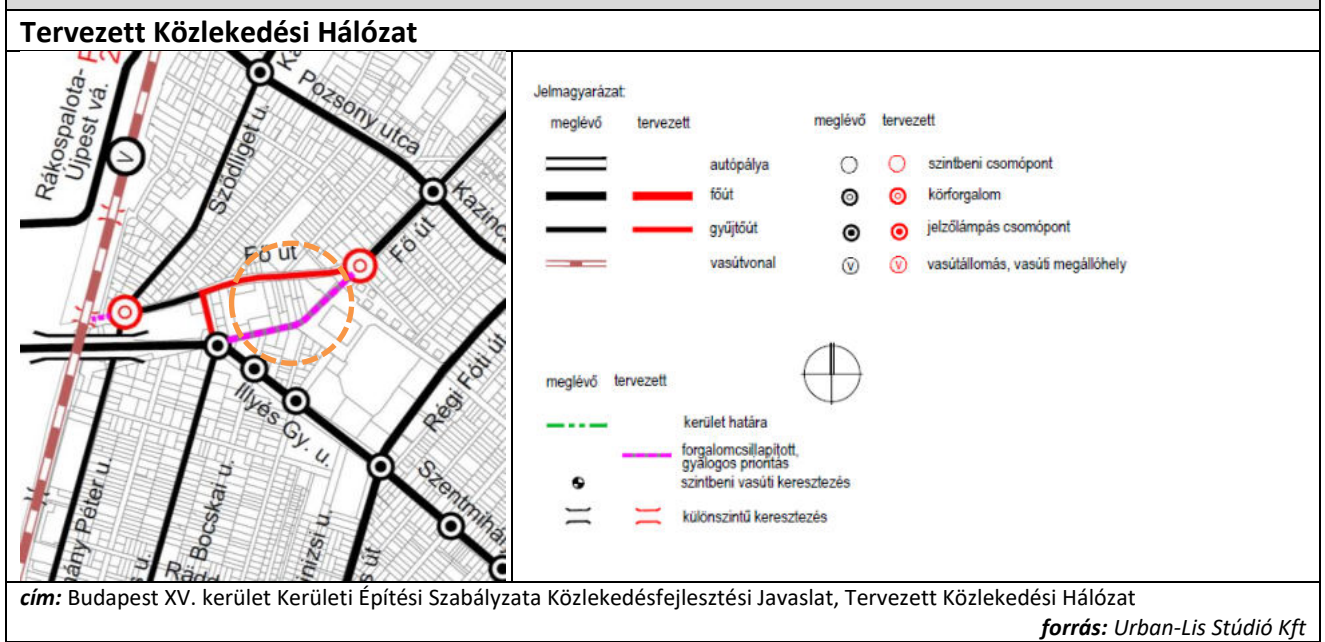 Tervezett Közlekedési Hálózat
Rákospalota-
Újpest vá.
Pozsony utca
Sződliget u.
Kazinc
Fő út
Fő út
Régi Fóti út
Illyés Gy. u.
Szentmihá
ány Péter u.
Bocskai u.
inizsi u.
s út
Jelmagyarázat:
meglévő tervezett
meglévő tervezett
autópálya
szintbeni csomópont
főút
körforgalom
gyűjtőút
jelzőlámpás csomópont
vasútvonal
V V vasútállomás, vasúti megállóhely
meglévő tervezett
kerület határa
forgalomcsillapított,
gyalogos prioritás
szintbeni vasúti keresztezés
különszintű keresztezés
cím: Budapest XV. kerület Kerületi Építési Szabályzata Közlekedésfejlesztési Javaslat, Tervezett Közlekedési Hálózat
forrás: Urban-Lis Stúdió Kft